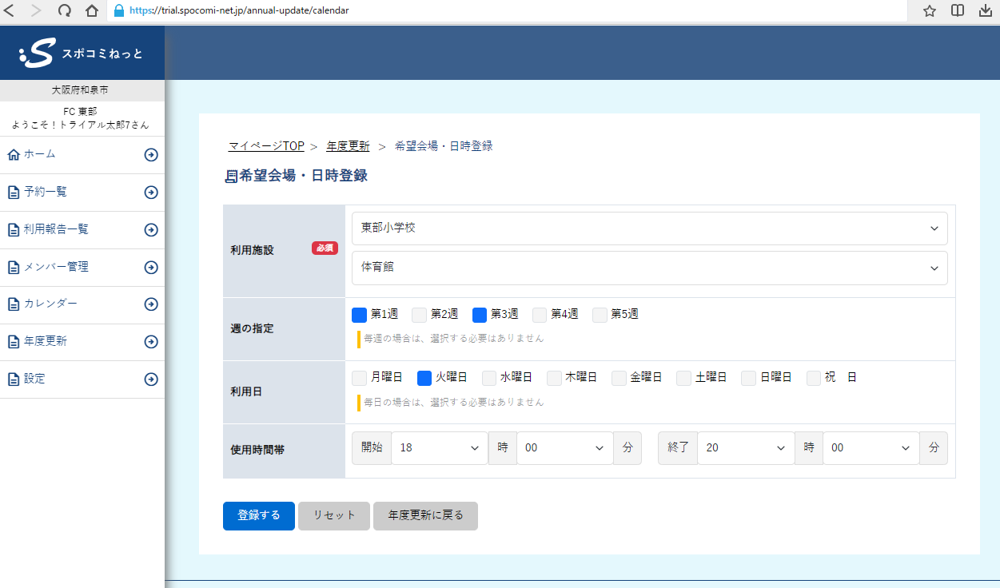 https://trial.spocomi-net.jp/annual-update/calendar
スポコミねっと
大阪府和泉市
FC 東部
ようこそ！トライアル太郎7さん
ホーム
予約一覧
利用報告一覧
メンバー管理
カレンダー
年度更新
設定
マイページTOP > 年度更新 > 希望会場・日時登録
希望会場・日時登録
利用施設 必須
東部小学校
体育館
週の指定
第1週 第2週 第3週 第4週 第5週
毎週の場合は、選択する必要はありません
利用日
月曜日 火曜日 水曜日 木曜日 金曜日 土曜日 日曜日 祝　日
毎日の場合は、選択する必要はありません
使用時間帯
開始 18 時 00 分 終了 20 時 00 分
登録する リセット 年度更新に戻る